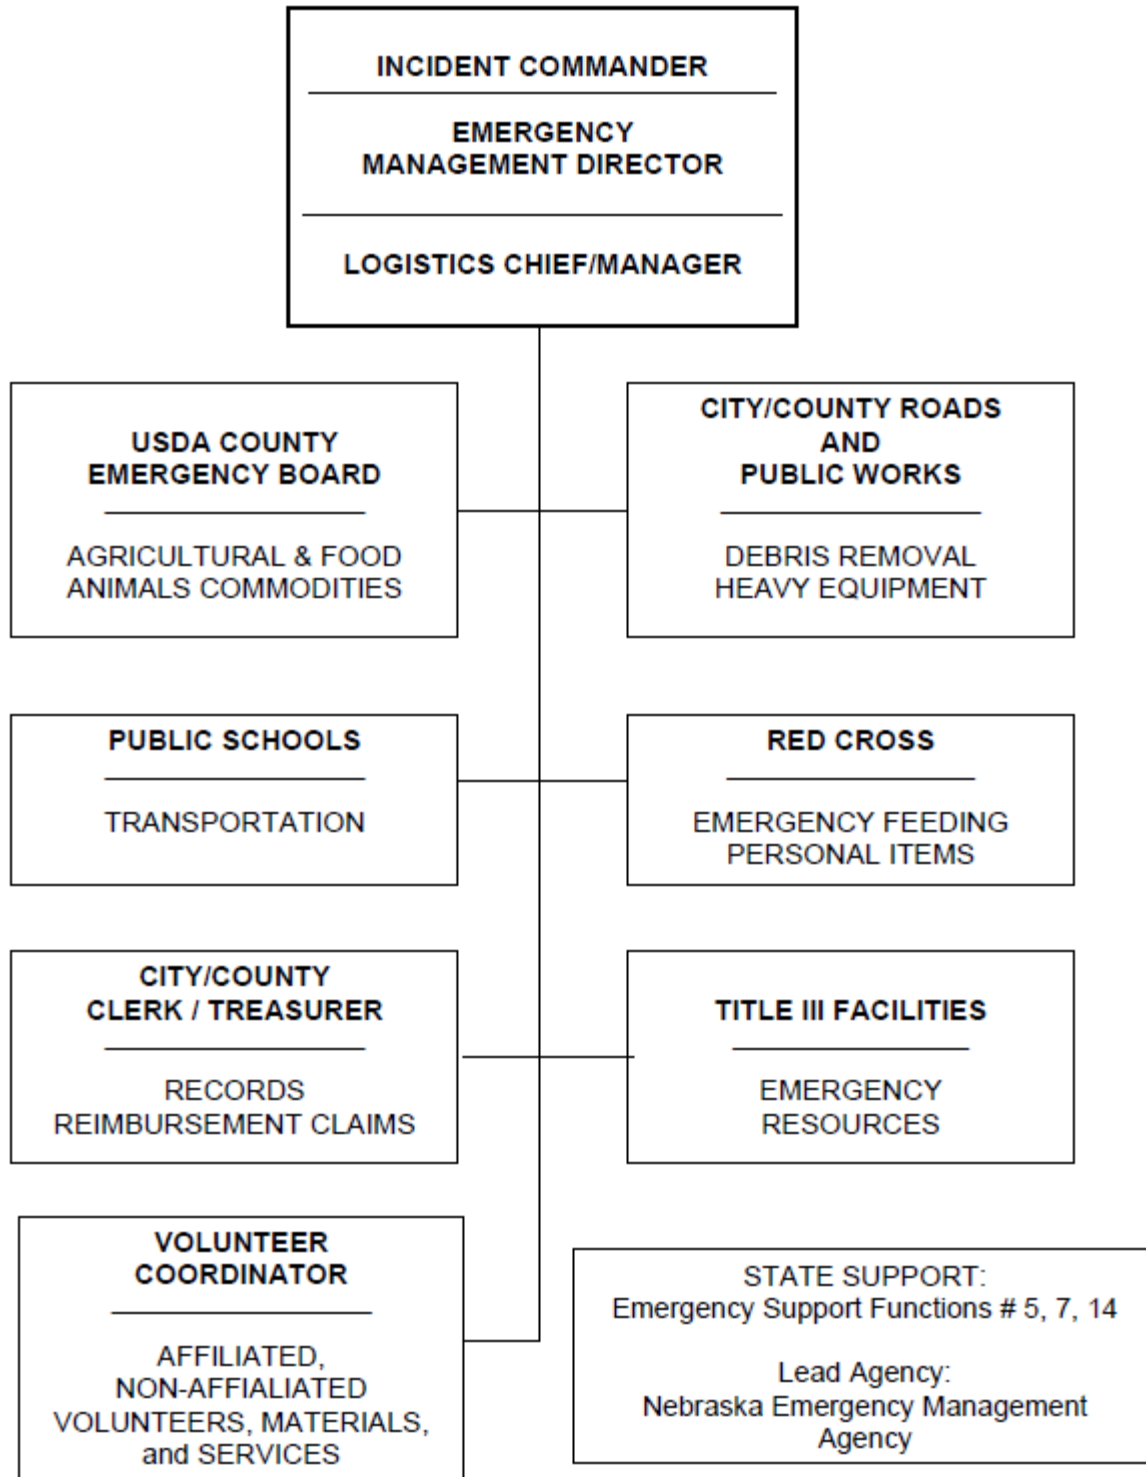 INCIDENT COMMANDER
EMERGENCY
MANAGEMENT DIRECTOR
LOGISTICS CHIEF/MANAGER
USDA COUNTY
EMERGENCY BOARD
AGRICULTURAL & FOOD
ANIMALS COMMODITIES
CITY/COUNTY ROADS
AND
PUBLIC WORKS
DEBRIS REMOVAL
HEAVY EQUIPMENT
PUBLIC SCHOOLS
TRANSPORTATION
RED CROSS
EMERGENCY FEEDING
PERSONAL ITEMS
CITY/COUNTY
CLERK / TREASURER
RECORDS
REIMBURSEMENT CLAIMS
TITLE III FACILITIES
EMERGENCY
RESOURCES
VOLUNTEER
COORDINATOR
AFFILIATED,
NON-AFFIALIATED
VOLUNTEERS, MATERIALS,
and SERVICES
STATE SUPPORT:
Emergency Support Functions # 5, 7, 14
Lead Agency:
Nebraska Emergency Management
Agency